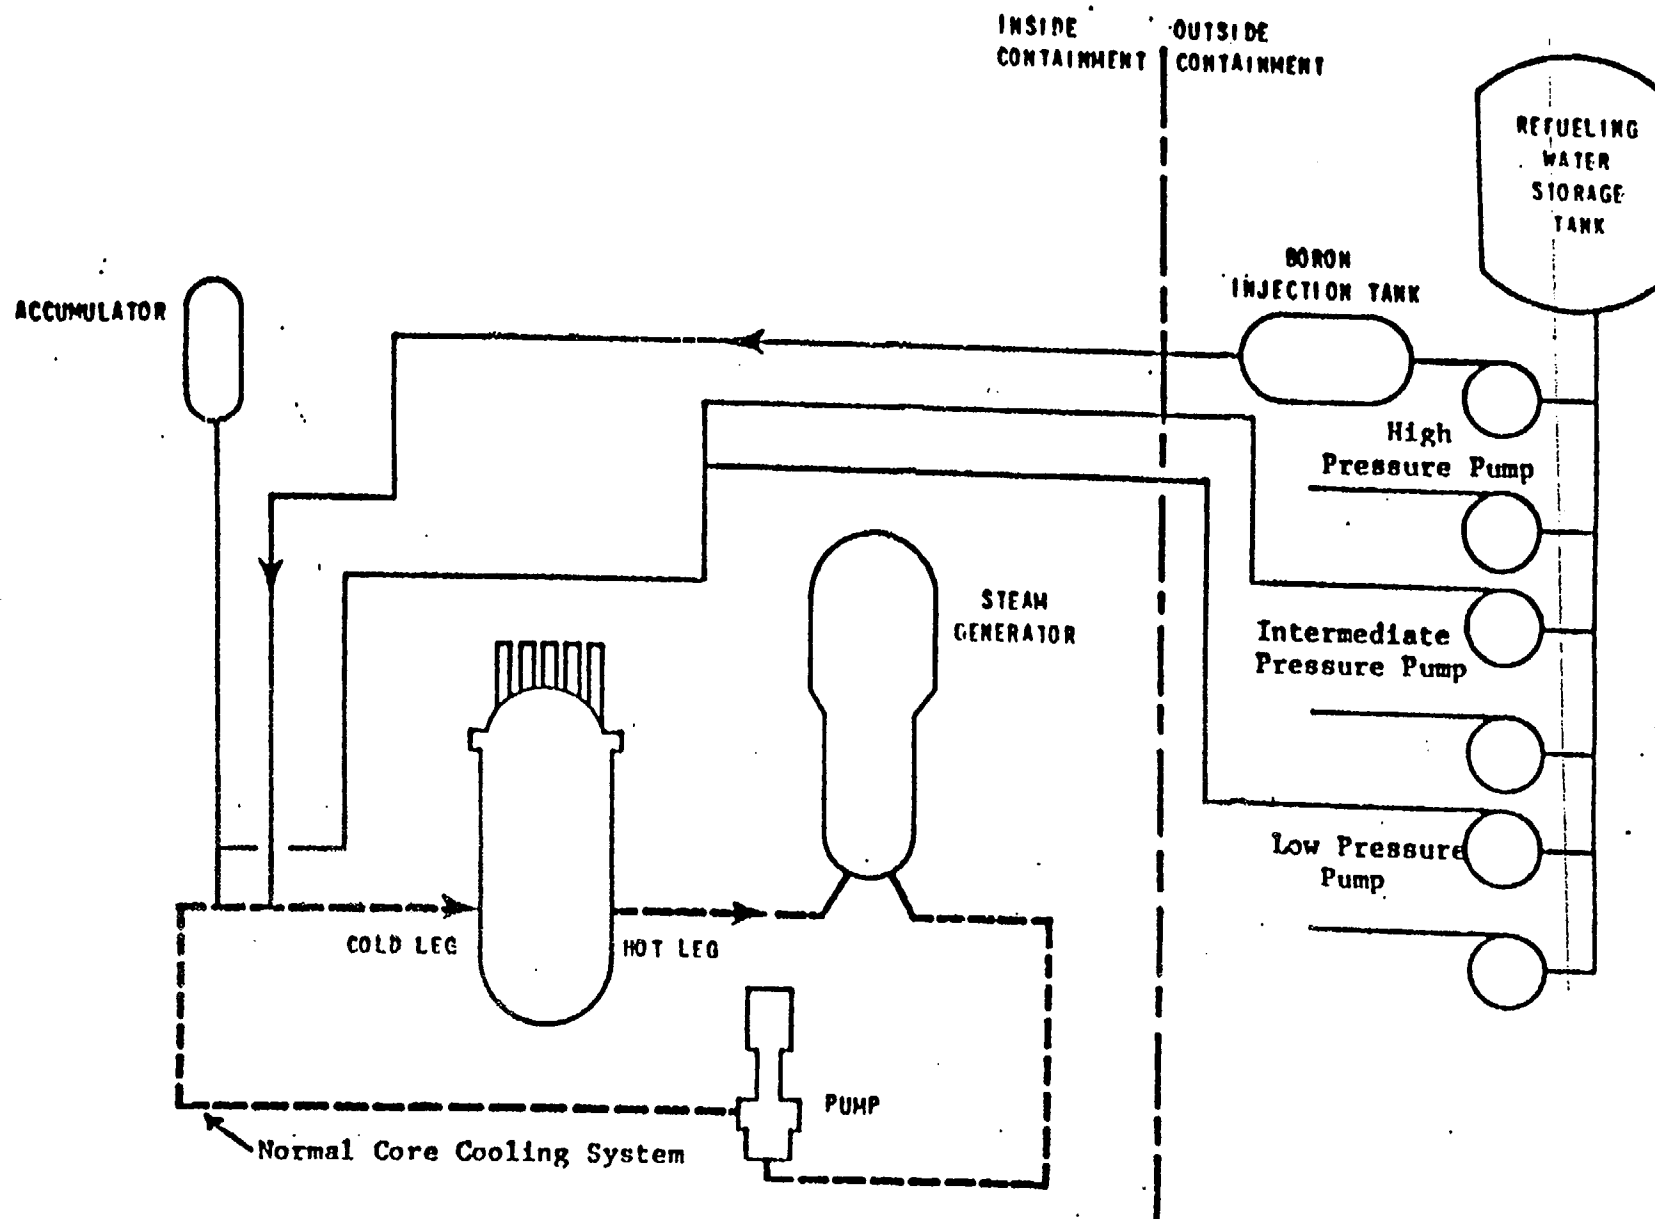 INSIDE
CONTAINMENT
OUTSIDE
CONTAINMENT
REFUELING
WATER
STORAGE
TANK
BORON
INJECTION TANK
ACCUMULATOR
High
Pressure Pump
STEAM
GENERATOR
Intermediate
Pressure Pump
Low Pressure
Pump
COLD LEG
HOT LEG
PUMP
Normal Core Cooling System